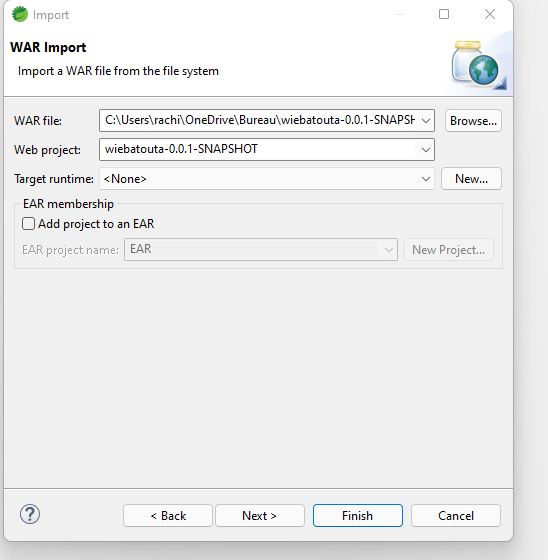 Import
WAR Import
Import a WAR file from the file system
WAR file: C:\Users\rachi\OneDrive\Bureau\wiebatouta-0.0.1-SNAPSH Browse...
Web project: wiebatouta-0.0.1-SNAPSHOT
Target runtime: <None> New...
EAR membership
Add project to an EAR
EAR project name: EAR New Project...
? < Back Next > Finish Cancel